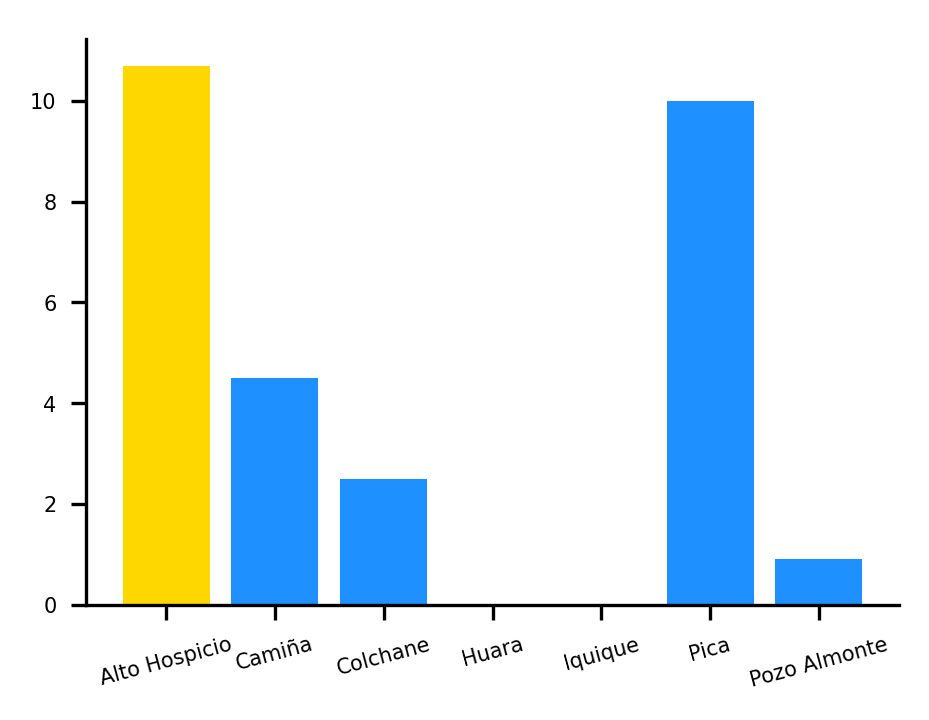 10
8
6
4
2
0
Alto Hospicio
Camiña
Colchane
Huara
Iquique
Pica
Pozo Almonte